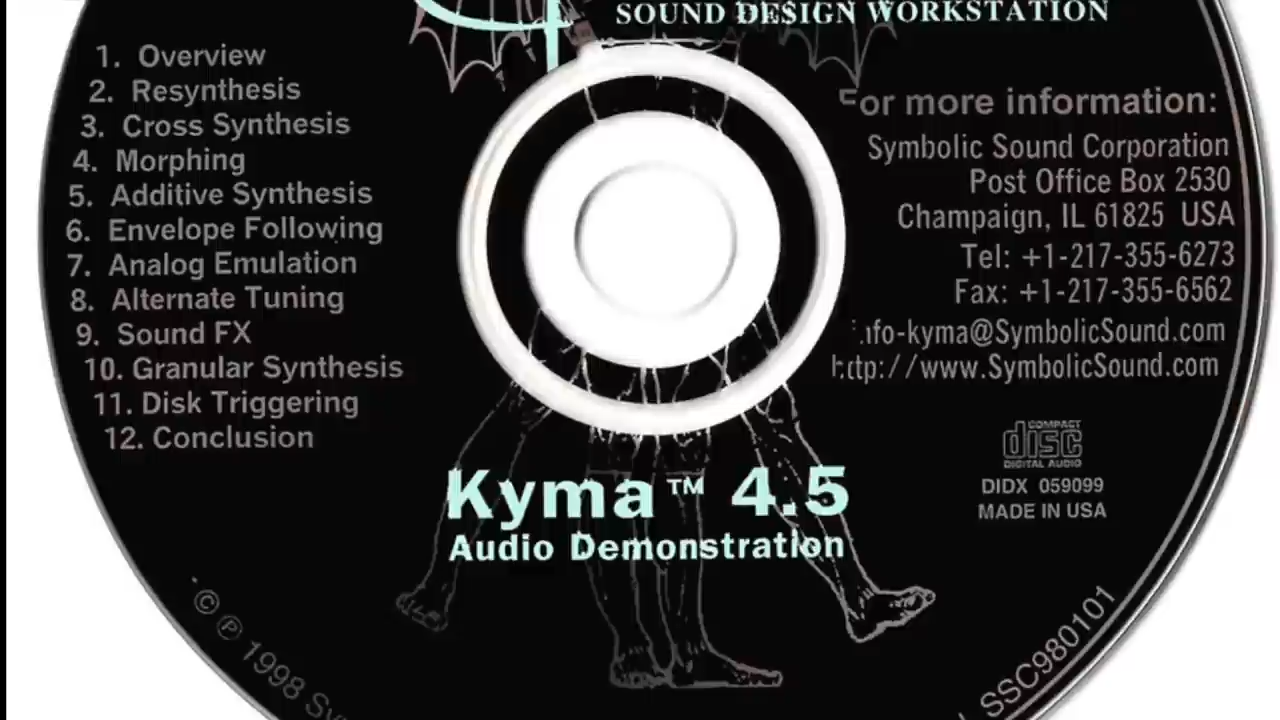 SOUND DESIGN WORKSTATION
1. Overview
2. Resynthesis
3. Cross Synthesis
4. Morphing
5. Additive Synthesis
6. Envelope Following
7. Analog Emulation
8. Alternate Tuning
9. Sound FX
10. Granular Synthesis
11. Disk Triggering
12. Conclusion
For more information:
Symbolic Sound Corporation
Post Office Box 2530
Champaign, IL 61825 USA
Tel: +1-217-355-6273
Fax: +1-217-355-6562
info-kyma@SymbolicSound.com
http://www.SymbolicSound.com
COMPACT
disc
DIGITAL AUDIO
DIDX 059099
MADE IN USA
Kyma™ 4.5
Audio Demonstration
© ℗ 1998
SSC980101